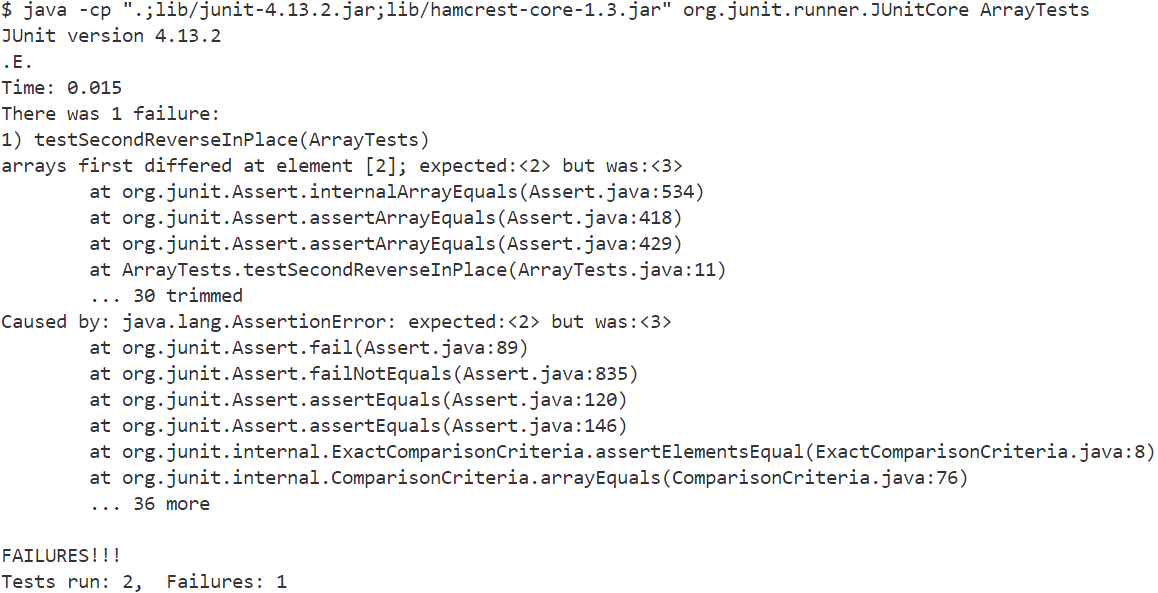 $ java -cp ".;lib/junit-4.13.2.jar;lib/hamcrest-core-1.3.jar" org.junit.runner.JUnitCore ArrayTests
JUnit version 4.13.2
.E.
Time: 0.015
There was 1 failure:
1) testSecondReverseInPlace(ArrayTests)
arrays first differed at element [2]; expected:<2> but was:<3>
        at org.junit.Assert.internalArrayEquals(Assert.java:534)
        at org.junit.Assert.assertArrayEquals(Assert.java:418)
        at org.junit.Assert.assertArrayEquals(Assert.java:429)
        at ArrayTests.testSecondReverseInPlace(ArrayTests.java:11)
        ... 30 trimmed
Caused by: java.lang.AssertionError: expected:<2> but was:<3>
        at org.junit.Assert.fail(Assert.java:89)
        at org.junit.Assert.failNotEquals(Assert.java:835)
        at org.junit.Assert.assertEquals(Assert.java:120)
        at org.junit.Assert.assertEquals(Assert.java:146)
        at org.junit.internal.ExactComparisonCriteria.assertElementsEqual(ExactComparisonCriteria.java:8)
        at org.junit.internal.ComparisonCriteria.arrayEquals(ComparisonCriteria.java:76)
        ... 36 more

FAILURES!!!
Tests run: 2,  Failures: 1